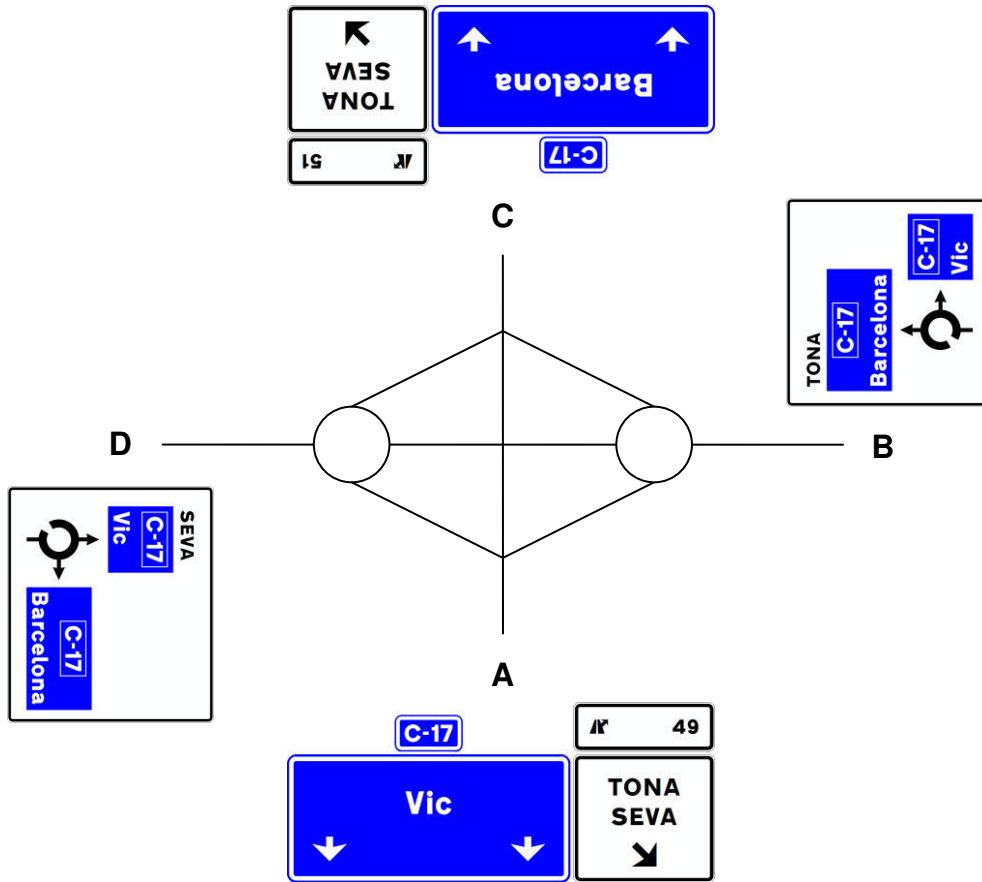 TONA
SEVA
Barcelona
51
C-17
C
C-17
Vic
C-17
Barcelona
TONA
D
B
SEVA
C-17
Vic
C-17
Barcelona
A
C-17
49
Vic
TONA
SEVA